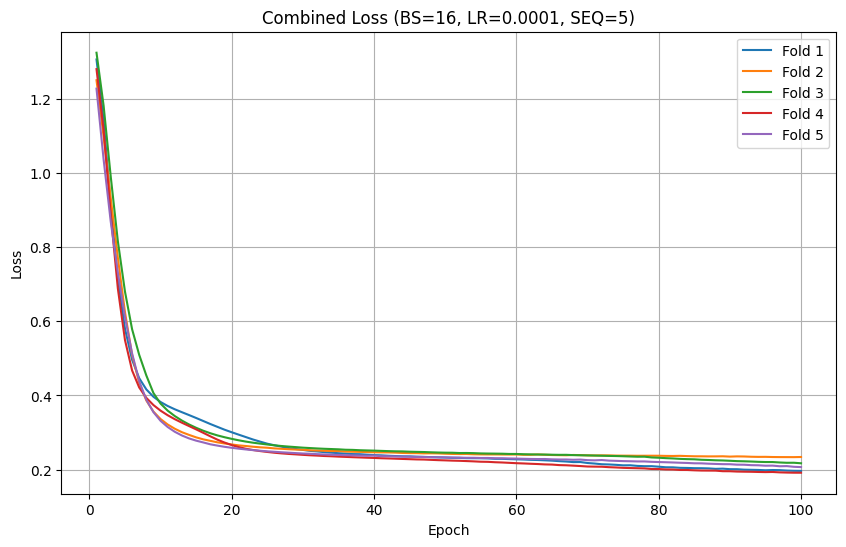 Combined Loss (BS=16, LR=0.0001, SEQ=5)
Fold 1
Fold 2
Fold 3
Fold 4
Fold 5
Loss
1.2
1.0
0.8
0.6
0.4
0.2
0 20 40 60 80 100
Epoch